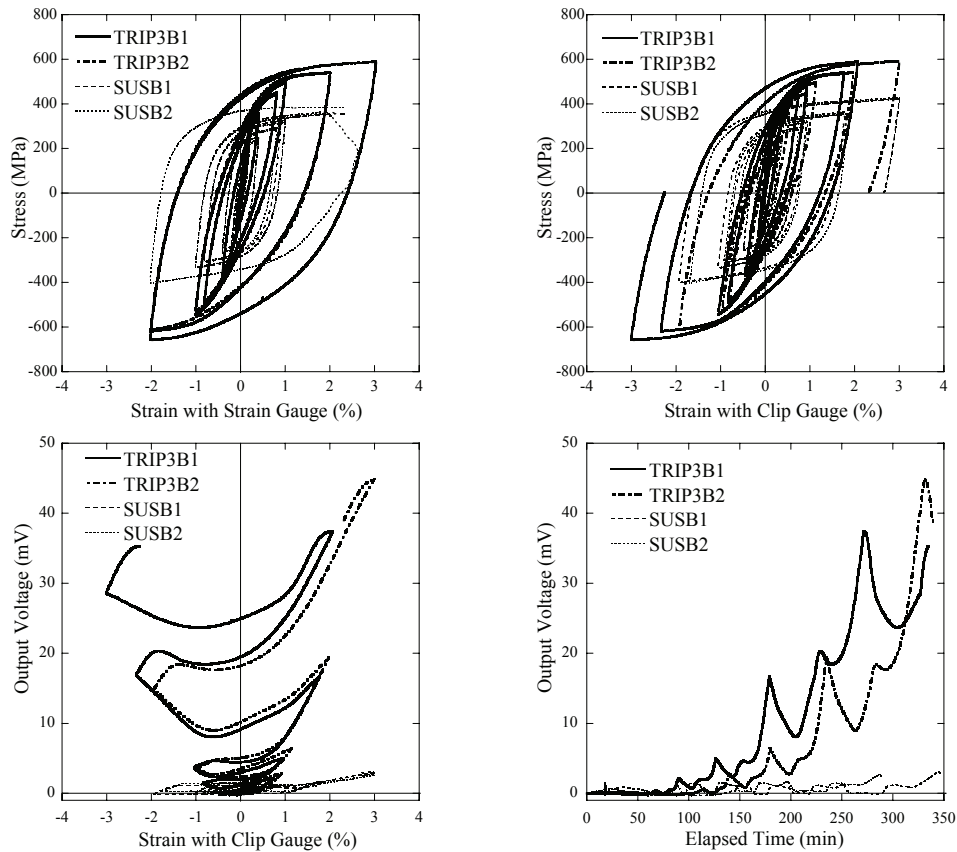 800
600
400
200
0
-200
-400
-600
-800
Stress (MPa)
TRIP3B1
TRIP3B2
SUSB1
SUSB2
-4 -3 -2 -1 0 1 2 3 4
Strain with Strain Gauge (%)
800
600
400
200
0
-200
-400
-600
-800
Stress (MPa)
TRIP3B1
TRIP3B2
SUSB1
SUSB2
-4 -3 -2 -1 0 1 2 3 4
Strain with Clip Gauge (%)
50
40
30
20
10
0
Output Voltage (mV)
TRIP3B1
TRIP3B2
SUSB1
SUSB2
-4 -3 -2 -1 0 1 2 3 4
Strain with Clip Gauge (%)
50
40
30
20
10
0
Output Voltage (mV)
TRIP3B1
TRIP3B2
SUSB1
SUSB2
0 50 100 150 200 250 300 350
Elapsed Time (min)